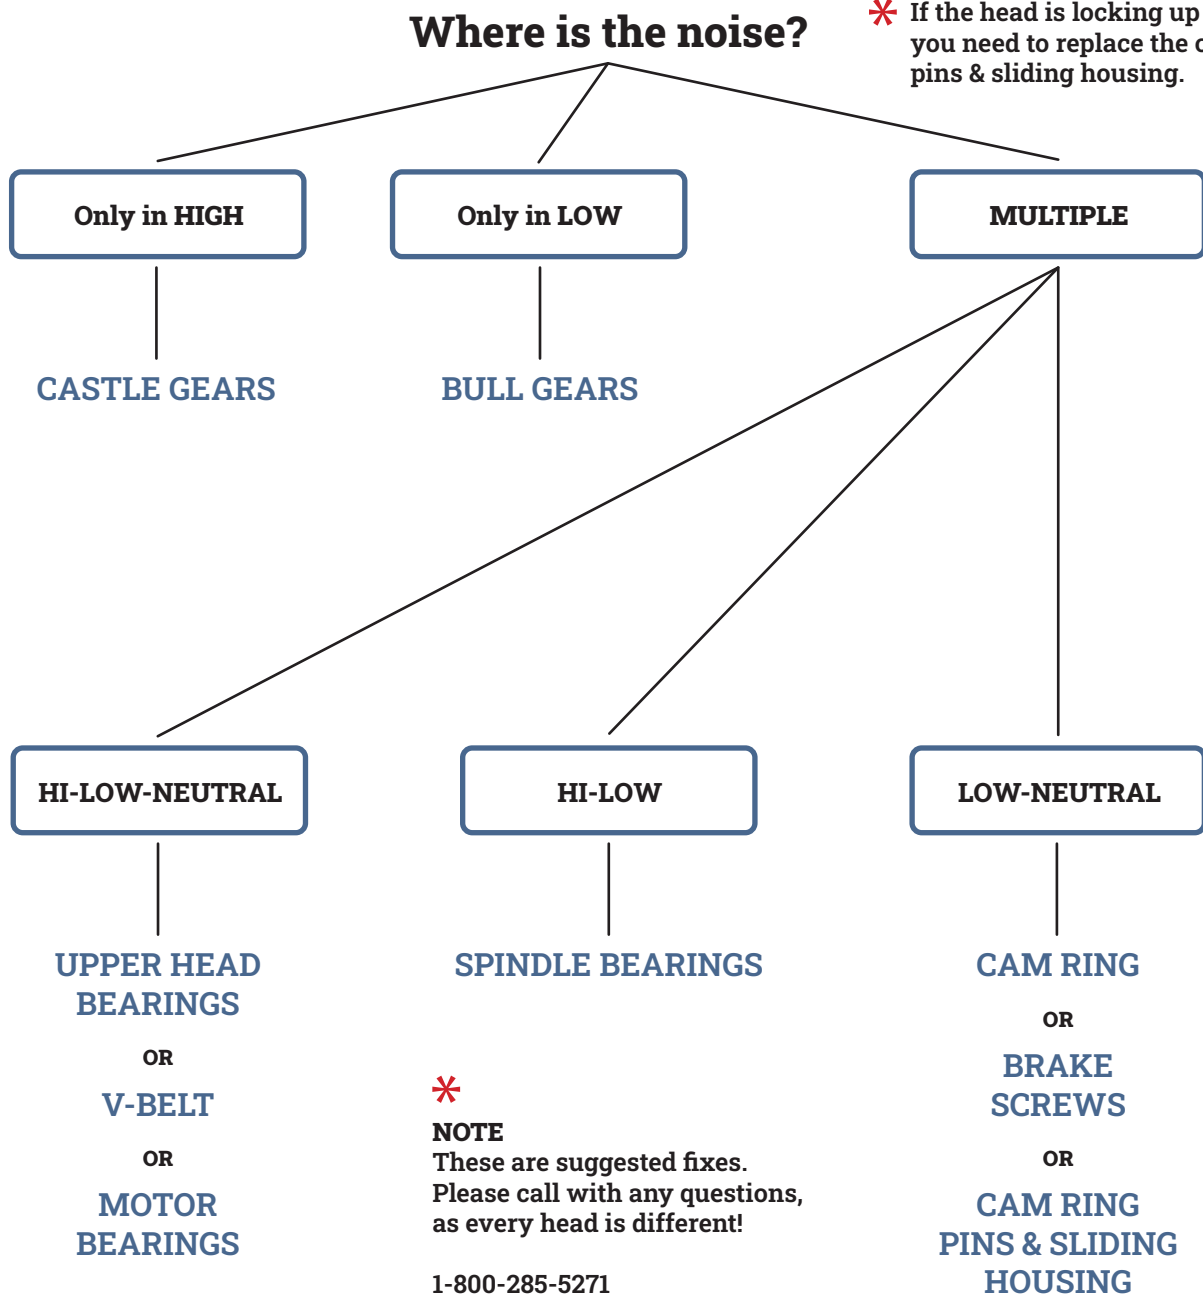 Where is the noise?
If the head is locking up
you need to replace the
pins & sliding housing.
Only in HIGH
Only in LOW
MULTIPLE
CASTLE GEARS
BULL GEARS
HI-LOW-NEUTRAL
HI-LOW
LOW-NEUTRAL
UPPER HEAD
BEARINGS
OR
V-BELT
OR
MOTOR
BEARINGS
SPINDLE BEARINGS
CAM RING
OR
BRAKE
SCREWS
OR
CAM RING
PINS & SLIDING
HOUSING
*
NOTE
These are suggested fixes.
Please call with any questions,
as every head is different!
1-800-285-5271